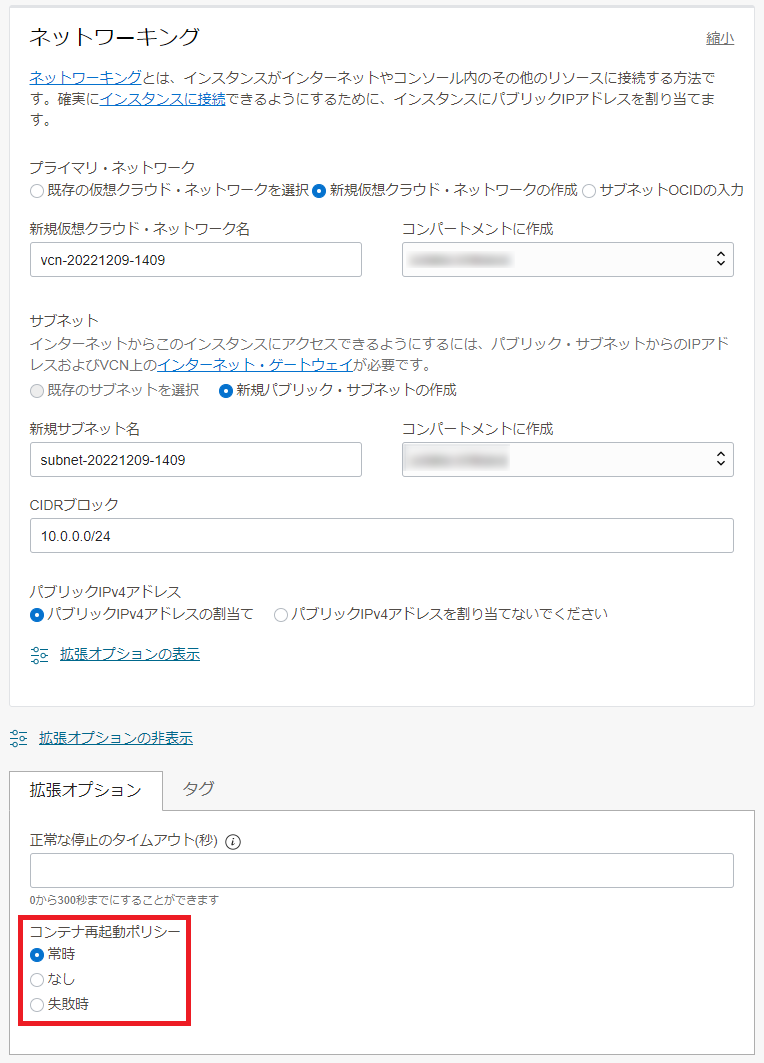 ネットワーキング
縮小
ネットワーキングとは、インスタンスがインターネットやコンソール内のその他のリソースに接続する方法で
す。確実にインスタンスに接続できるようにするために、インスタンスにパブリックIPアドレスを割り当てま
す。
プライマリ・ネットワーク
既存の仮想クラウド・ネットワークを選択 新規仮想クラウド・ネットワークの作成 サブネットOCIDの入力
新規仮想クラウド・ネットワーク名 コンパートメントに作成
vcn-20221209-1409
サブネット
インターネットからこのインスタンスにアクセスできるようにするには、パブリック・サブネットからのIPアド
レスおよびVCN上のインターネット・ゲートウェイが必要です。
既存のサブネットを選択 新規パブリック・サブネットの作成
新規サブネット名 コンパートメントに作成
subnet-20221209-1409
CIDRブロック
10.0.0.0/24
パブリックIPv4アドレス
パブリックIPv4アドレスの割当て パブリックIPv4アドレスを割り当てないでください
拡張オプションの表示
拡張オプションの非表示
拡張オプション タグ
正常な停止のタイムアウト(秒)
0から300秒までにすることができます
コンテナ再起動ポリシー
常時
なし
失敗時